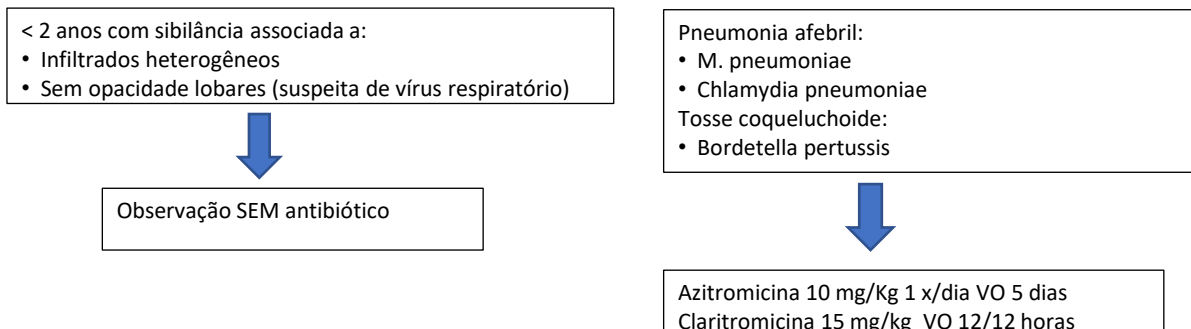 < 2 anos com sibilância associada a:
• Infiltrados heterogêneos
• Sem opacidade lobares (suspeita de vírus respiratório)
Observação SEM antibiótico
Pneumonia afebril:
• M. pneumoniae
• Chlamydia pneumoniae
Tosse coqueluchoide:
• Bordetella pertussis
Azitromicina 10 mg/Kg 1 x/dia VO 5 dias
Claritromicina 15 mg/kg VO 12/12 horas